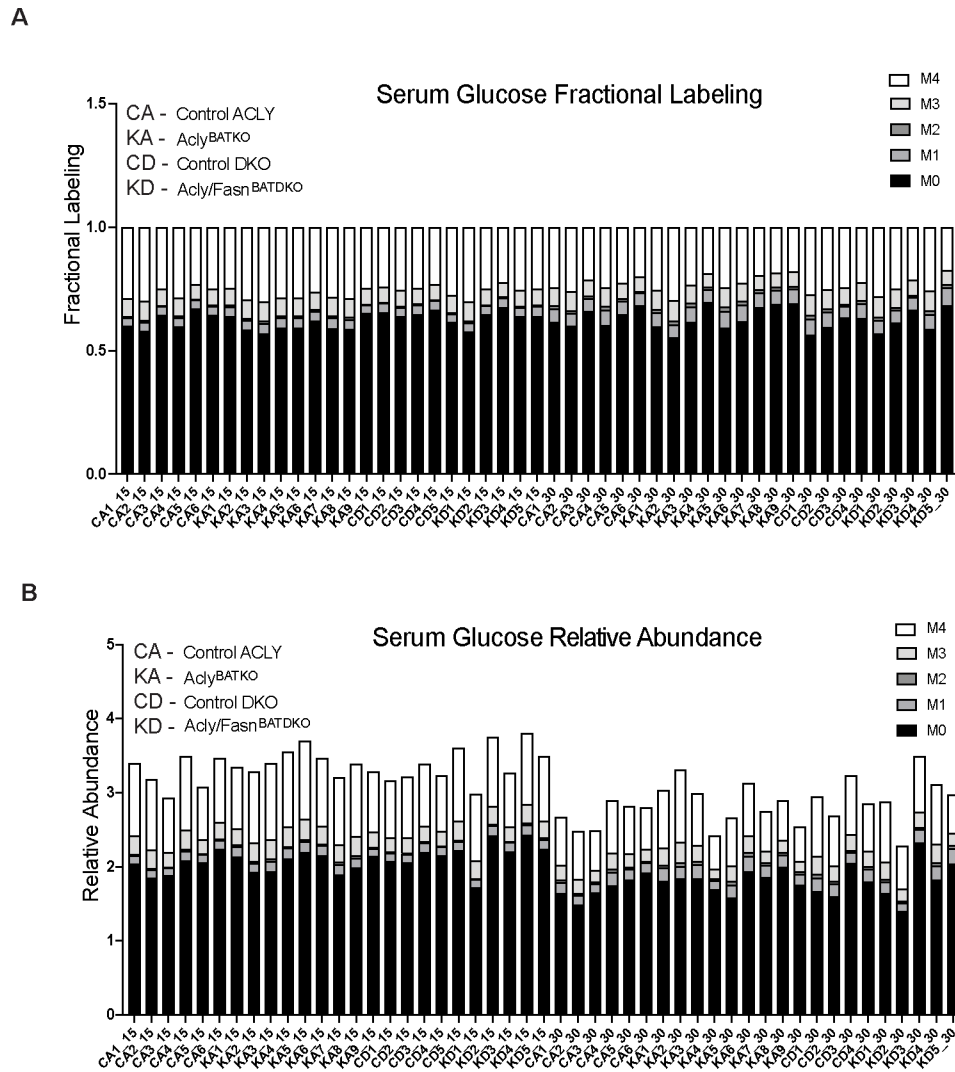 A
Serum Glucose Fractional Labeling
CA - Control ACLY
KA - Acly^BATKO
CD - Control DKO
KD - Acly/Fasn^BATDKO
M4
M3
M2
M1
M0
Fractional Labeling
1.5
1.0
0.5
0.0
CA1_15
CA2_15
CA3_15
CA4_15
CA5_15
CA6_15
KA1_15
KA2_15
KA3_15
KA4_15
KA5_15
KA6_15
KA7_15
KA8_15
KA9_15
CD1_15
CD2_15
CD3_15
CD4_15
CD5_15
KD1_15
KD2_15
KD3_15
KD4_15
KD5_15
CA1_30
CA2_30
CA3_30
CA4_30
CA5_30
CA6_30
KA1_30
KA2_30
KA3_30
KA4_30
KA5_30
KA6_30
KA7_30
KA8_30
KA9_30
CD1_30
CD2_30
CD3_30
CD4_30
KD1_30
KD2_30
KD3_30
KD4_30
KD5_30
B
Serum Glucose Relative Abundance
CA - Control ACLY
KA - Acly^BATKO
CD - Control DKO
KD - Acly/Fasn^BATDKO
M4
M3
M2
M1
M0
Relative Abundance
5
4
3
2
1
0
CA1_15
CA2_15
CA3_15
CA4_15
CA5_15
CA6_15
KA1_15
KA2_15
KA3_15
KA4_15
KA5_15
KA6_15
KA7_15
KA8_15
KA9_15
CD1_15
CD2_15
CD3_15
CD4_15
CD5_15
KD1_15
KD2_15
KD3_15
KD4_15
KD5_15
CA1_30
CA2_30
CA3_30
CA4_30
CA5_30
CA6_30
KA1_30
KA2_30
KA3_30
KA4_30
KA5_30
KA6_30
KA7_30
KA8_30
KA9_30
CD1_30
CD2_30
CD3_30
CD4_30
KD1_30
KD2_30
KD3_30
KD4_30
KD5_30